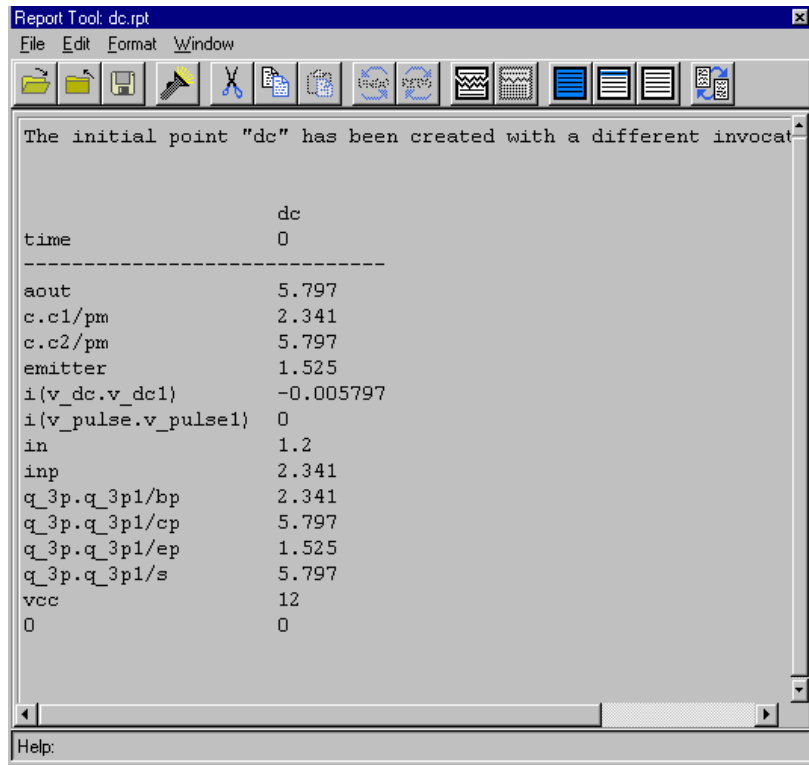 Report Tool: dc.rpt
File Edit Format Window
The initial point "dc" has been created with a different invocat
dc
time 0
------------------------------
aout 5.797
c.c1/pm 2.341
c.c2/pm 5.797
emitter 1.525
i(v_dc.v_dc1) -0.005797
i(v_pulse.v_pulse1) 0
in 1.2
inp 2.341
q_3p.q_3p1/bp 2.341
q_3p.q_3p1/cp 5.797
q_3p.q_3p1/ep 1.525
q_3p.q_3p1/s 5.797
vcc 12
0 0
Help: